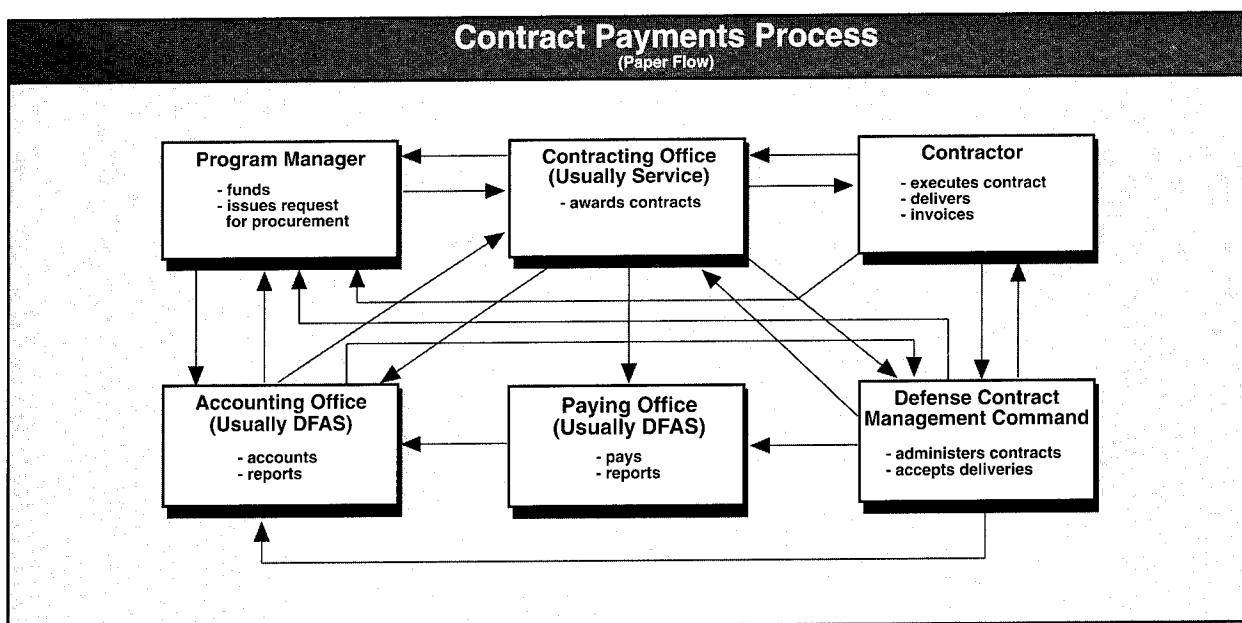 Contract Payments Process
(Paper Flow)
Program Manager
- funds
- issues request
for procurement
Contracting Office
(Usually Service)
- awards contracts
Contractor
- executes contract
- delivers
- invoices
Accounting Office
(Usually DFAS)
- accounts
- reports
Paying Office
(Usually DFAS)
- pays
- reports
Defense Contract
Management Command
- administers contracts
- accepts deliveries